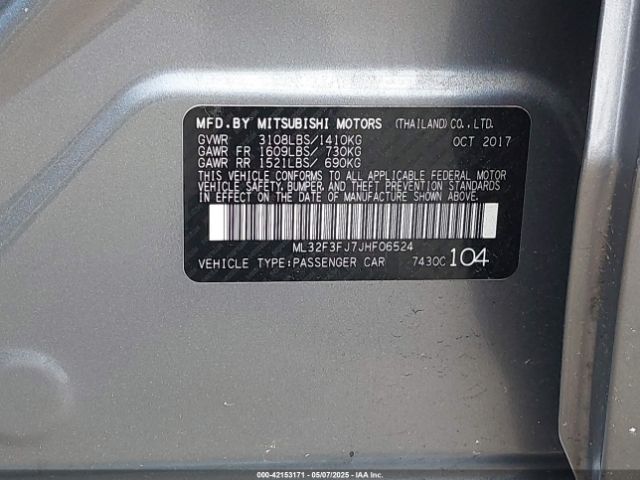 MFD.BY MITSUBISHI MOTORS (THAILAND)CO.,LTD.
GVWR 3108LBS/1410KG OCT 2017
GAWR FR 1609LBS/ 730KG
GAWR RR 1521LBS/ 690KG
THIS VEHICLE CONFORMS TO ALL APPLICABLE FEDERAL MOTOR
VEHICLE SAFETY, BUMPER, AND THEFT PREVENTION STANDARDS
IN EFFECT ON THE DATE OF MANUFACTURE SHOWN ABOVE.
ML32F3FJ7JHF06524
VEHICLE TYPE:PASSENGER CAR 7430C 104
000-42153171 - 05/07/2025 - IAAI, Inc.